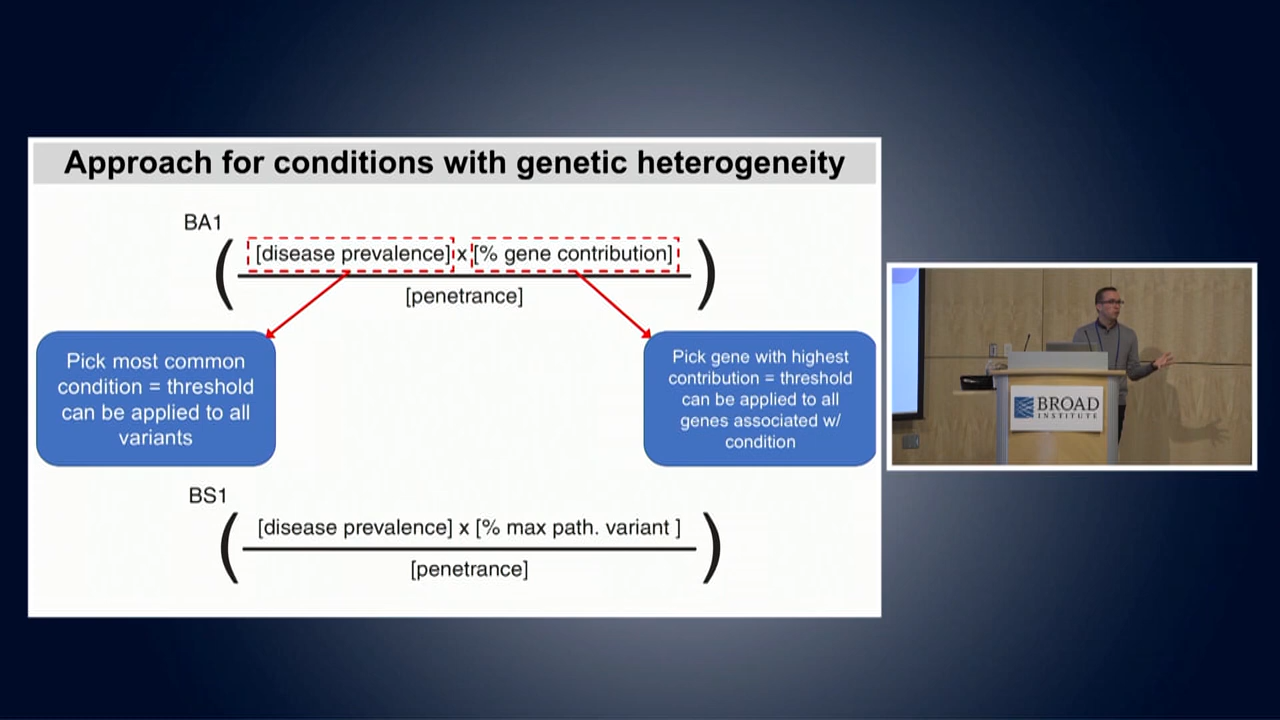 Approach for conditions with genetic heterogeneity
BA1
( [disease prevalence] x [% gene contribution] )
[penetrance]
Pick most common
condition = threshold
can be applied to all
variants
Pick gene with highest
contribution = threshold
can be applied to all
genes associated w/
condition
BS1
( [disease prevalence] x [% max path. variant ] )
[penetrance]
BROAD
INSTITUTE